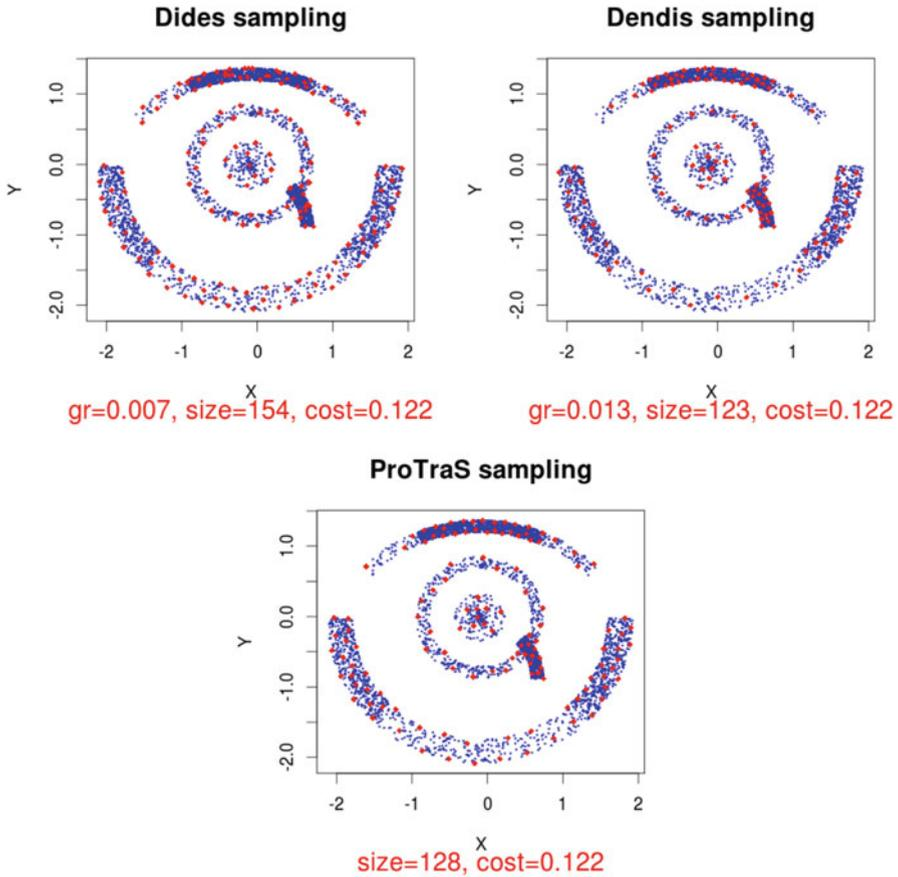 Dides sampling
Dendis sampling
Y
1.0
0.0
-1.0
-2.0
-2 -1 0 1 2
X
gr=0.007, size=154, cost=0.122
Y
1.0
0.0
-1.0
-2.0
-2 -1 0 1 2
X
gr=0.013, size=123, cost=0.122
ProTraS sampling
Y
1.0
0.0
-1.0
-2.0
-2 -1 0 1 2
X
size=128, cost=0.122